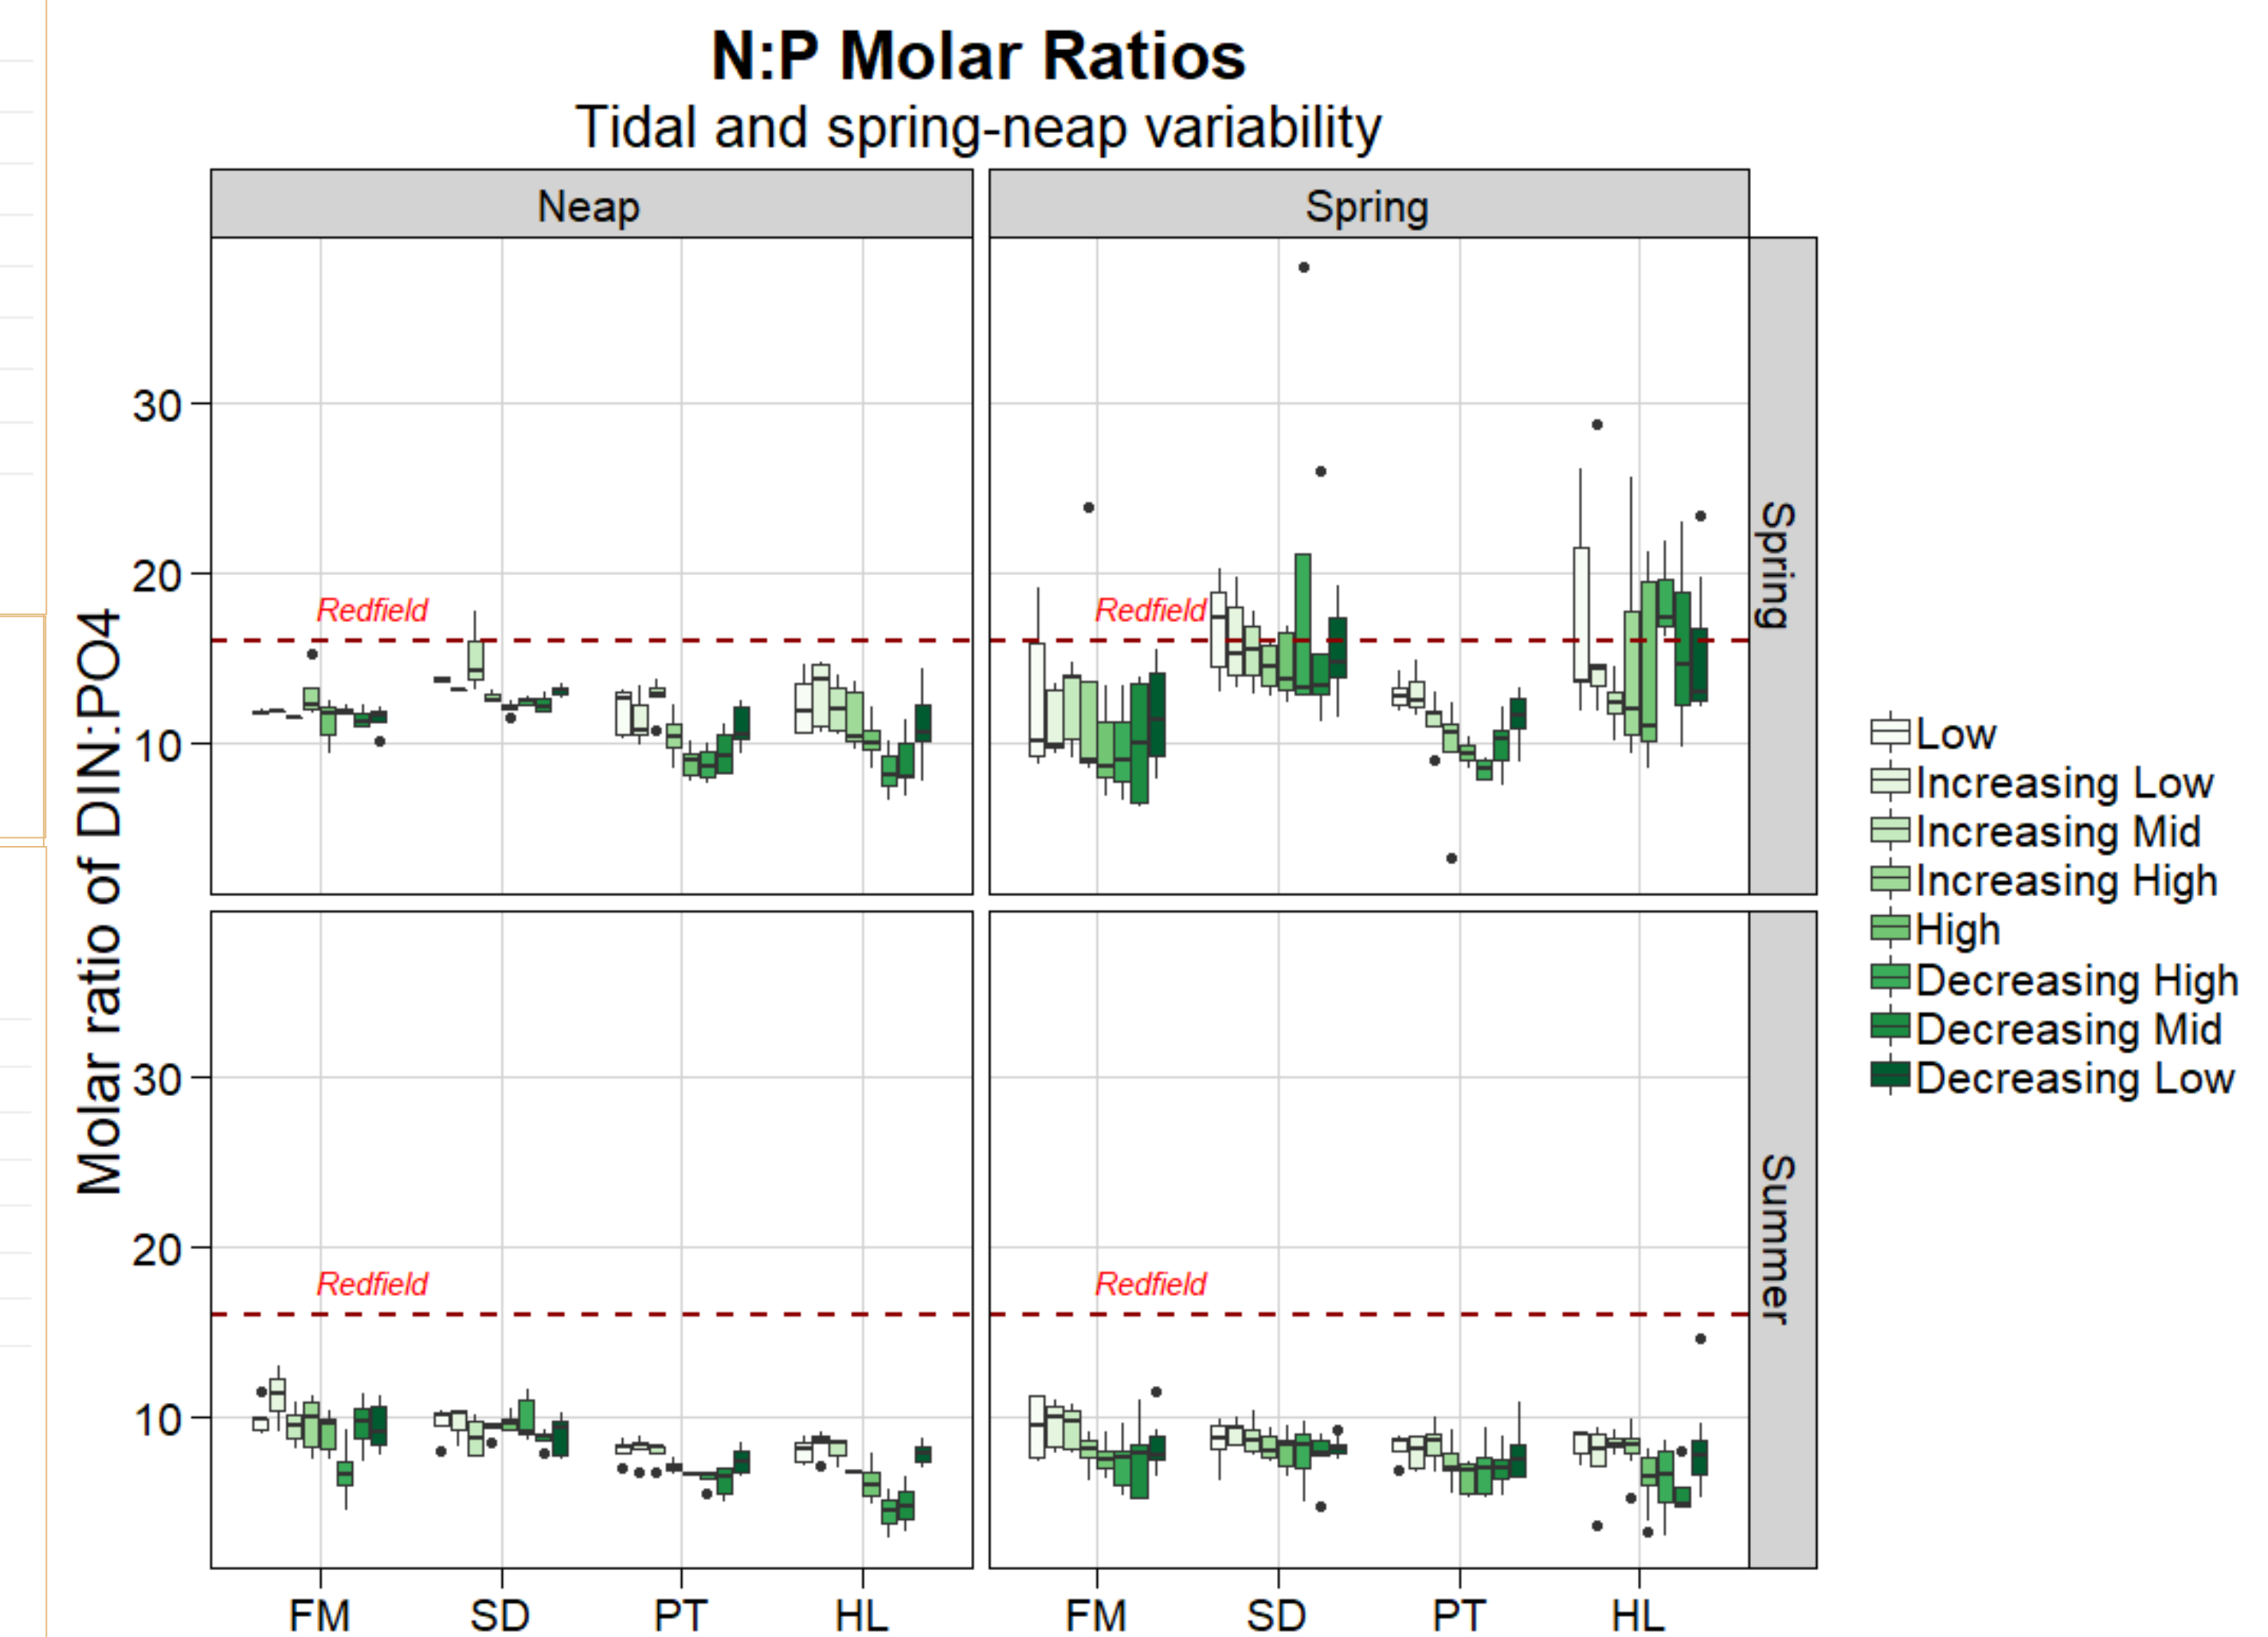 N:P Molar Ratios
Tidal and spring-neap variability
Neap
Spring
Molar ratio of DIN:PO4
30
20
10
Redfield
Redfield
Spring
30
20
10
Redfield
Redfield
Summer
FM
SD
PT
HL
FM
SD
PT
HL
Low
Increasing Low
Increasing Mid
Increasing High
High
Decreasing High
Decreasing Mid
Decreasing Low